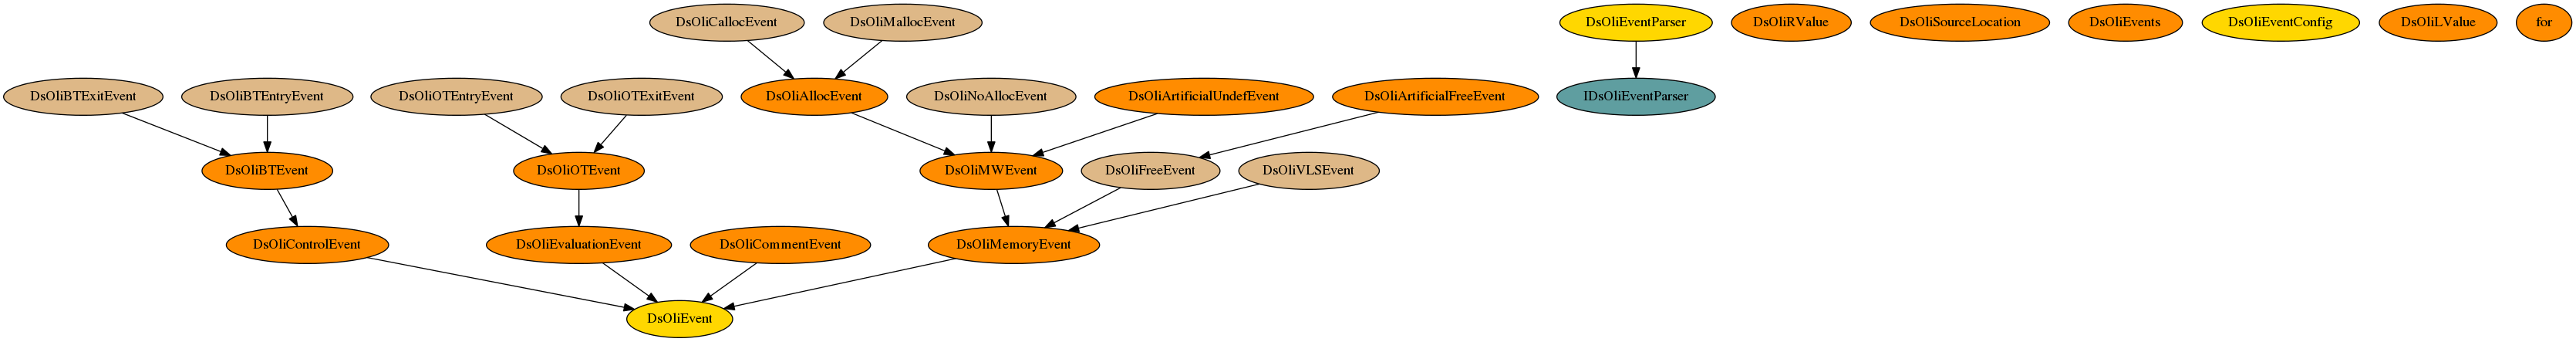 DsOliCallocEvent
DsOliMallocEvent
DsOliEventParser
DsOliRValue
DsOliSourceLocation
DsOliEvents
DsOliEventConfig
DsOliLValue
for
DsOliBTExitEvent
DsOliBTEntryEvent
DsOliOTEntryEvent
DsOliOTExitEvent
DsOliAllocEvent
DsOliNoAllocEvent
DsOliArtificialUndefEvent
DsOliArtificialFreeEvent
IDsOliEventParser
DsOliBTEvent
DsOliOTEvent
DsOliMWEvent
DsOliFreeEvent
DsOliVLSEvent
DsOliControlEvent
DsOliEvaluationEvent
DsOliCommentEvent
DsOliMemoryEvent
DsOliEvent